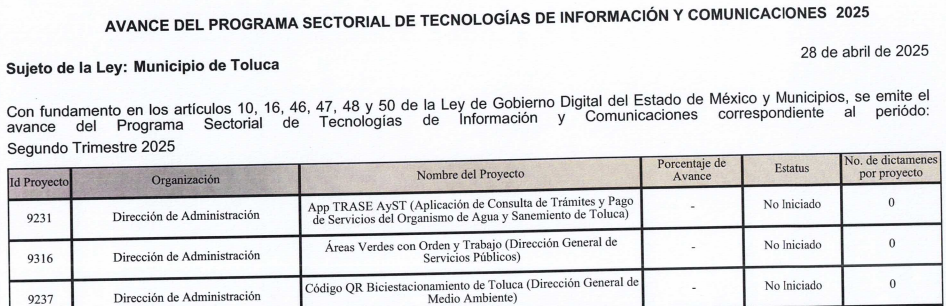 AVANCE DEL PROGRAMA SECTORIAL DE TECNOLOGÍAS DE INFORMACIÓN Y COMUNICACIONES 2025
28 de abril de 2025
Sujeto de la Ley: Municipio de Toluca
Con fundamento en los artículos 10, 16, 46, 47, 48 y 50 de la Ley de Gobierno Digital del Estado de México y Municipios, se emite el
avance del Programa Sectorial de Tecnologías de Información y Comunicaciones correspondiente al periódo:
Segundo Trimestre 2025
Id Proyecto Organización Nombre del Proyecto Porcentaje de Avance Estatus No. de dictamenes por proyecto
9231 Dirección de Administración App TRASE AyST (Aplicación de Consulta de Trámites y Pago
de Servicios del Organismo de Agua y Sanemiento de Toluca) - No Iniciado 0
9316 Dirección de Administración Áreas Verdes con Orden y Trabajo (Dirección General de
Servicios Públicos) - No Iniciado 0
9237 Dirección de Administración Código QR Biciestacionamiento de Toluca (Dirección General de
Medio Ambiente) - No Iniciado 0